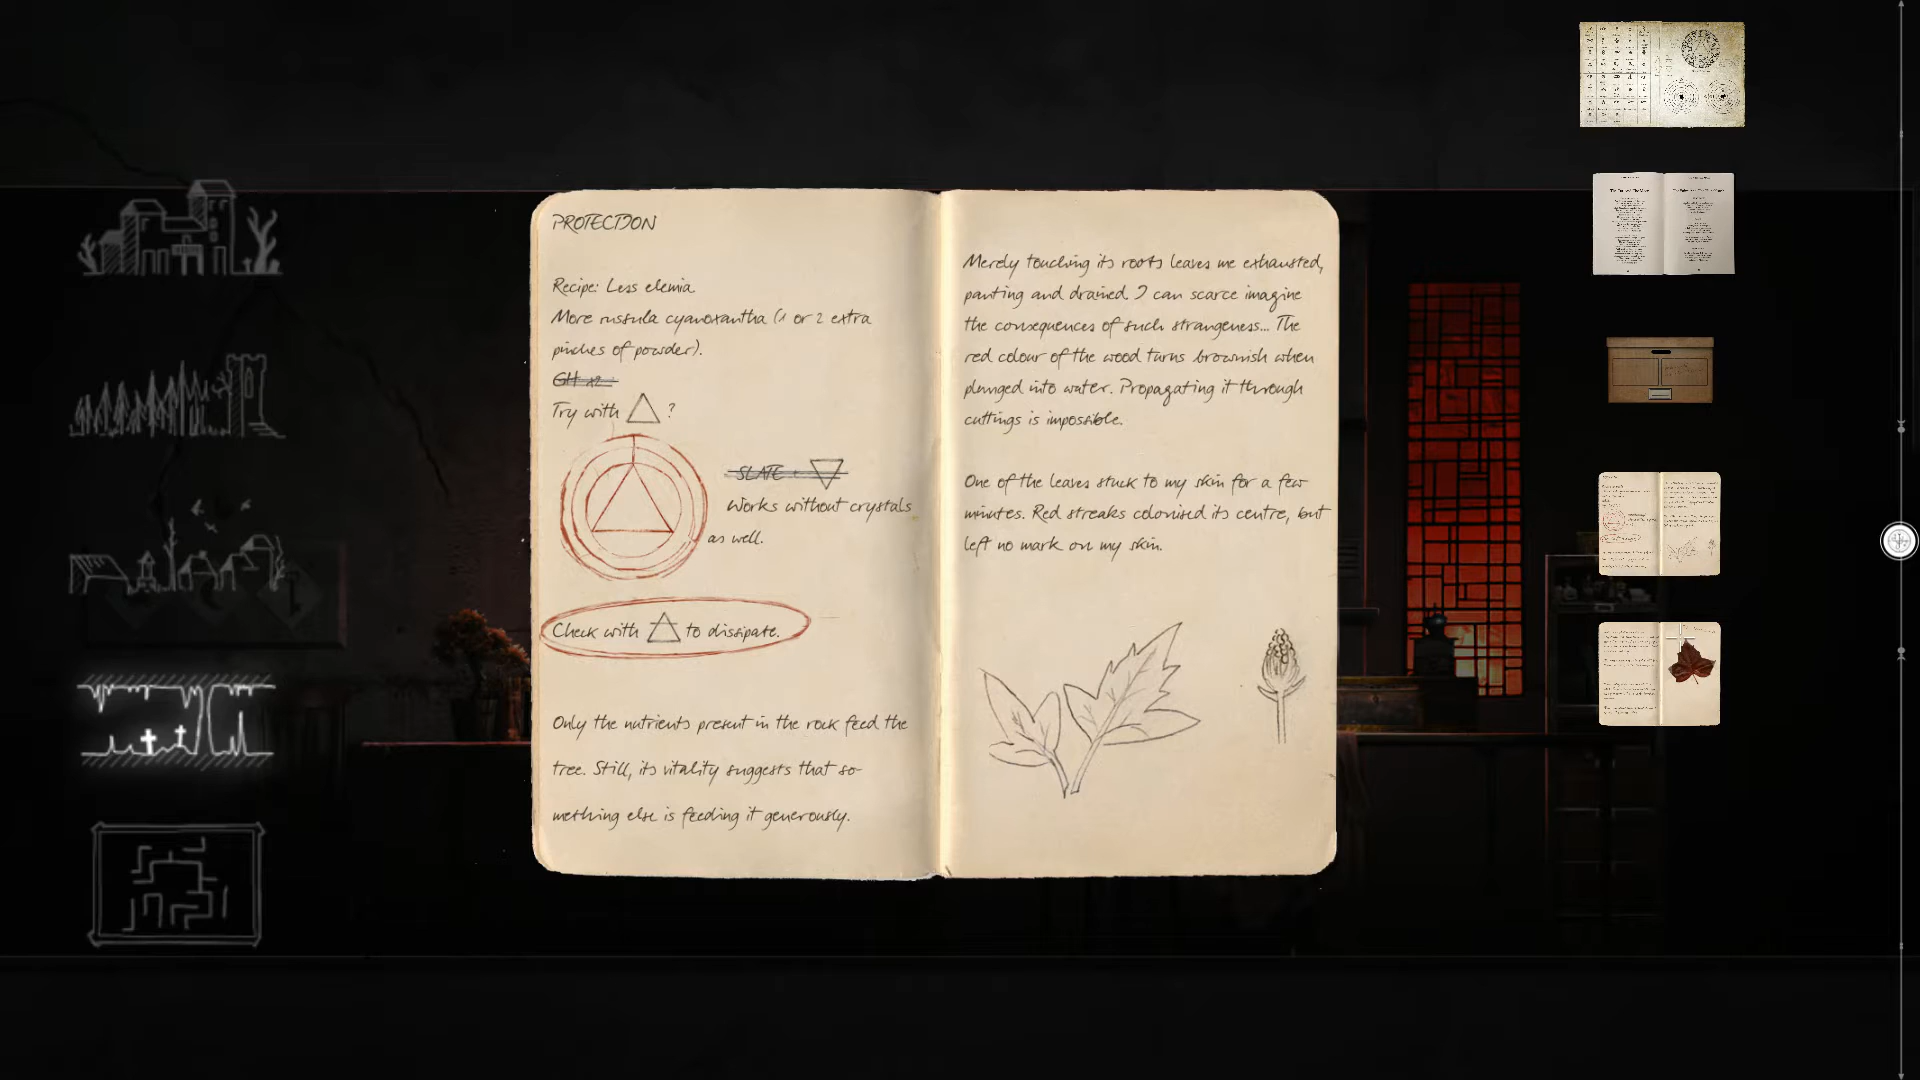 PROTECTION
Recipe: Less elemia
More russula cyanoxantha (1 or 2 extra
pinches of powder).
GH x2
Try with ?
SLATE +
Works without crystals
as well.
Check with to dissipate.
Only the nutrients present in the rock feed the
tree. Still, its vitality suggests that so-
mething else is feeding it generously.
Merely touching its roots leaves me exhausted,
panting and drained. I can scarce imagine
the consequences of such strangeness... The
red colour of the wood turns brownish when
plunged into water. Propagating it through
cuttings is impossible.
One of the leaves stuck to my skin for a few
minutes. Red streaks colonised its centre, but
left no mark on my skin.